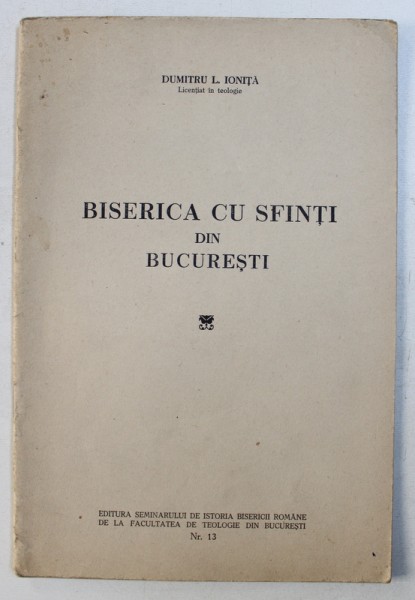 DUMITRU L. IONIȚĂ
Licențiat în teologie
BISERICA CU SFINȚI
DIN
BUCUREȘTI
EDITURA SEMINARULUI DE ISTORIA BISERICII ROMÂNE
DE LA FACULTATEA DE TEOLOGIE DIN BUCUREȘTI
Nr. 13